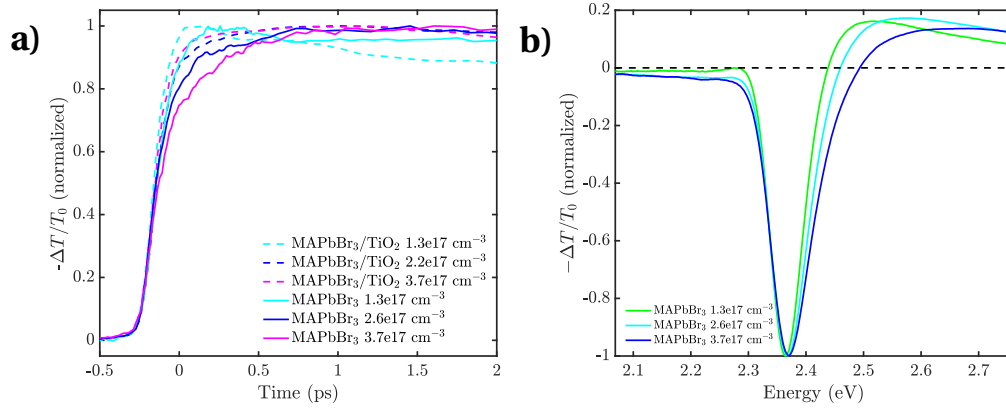 a)
-ΔT/T₀ (normalized)
1
0.8
0.6
0.4
0.2
0
-0.5
0
0.5
1
1.5
2
Time (ps)
MAPbBr₃/TiO₂ 1.3e17 cm⁻³
MAPbBr₃/TiO₂ 2.2e17 cm⁻³
MAPbBr₃/TiO₂ 3.7e17 cm⁻³
MAPbBr₃ 1.3e17 cm⁻³
MAPbBr₃ 2.6e17 cm⁻³
MAPbBr₃ 3.7e17 cm⁻³
b)
−ΔT/T₀ (normalized)
0.2
0
-0.2
-0.4
-0.6
-0.8
-1
2.1
2.2
2.3
2.4
2.5
2.6
2.7
Energy (eV)
MAPbBr₃ 1.3e17 cm⁻³
MAPbBr₃ 2.6e17 cm⁻³
MAPbBr₃ 3.7e17 cm⁻³